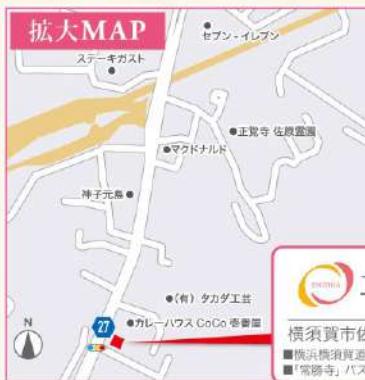 拡大MAP
●セブン-イレブン
ステーキガスト
●
●正覚寺 佐原霊園
●マクドナルド
神子元島●
●(有)タカダ工芸
N
27
●カレーハウス CoCo 壱番屋
横須賀市佐
■横浜横須賀道
■「常勝寺」バス